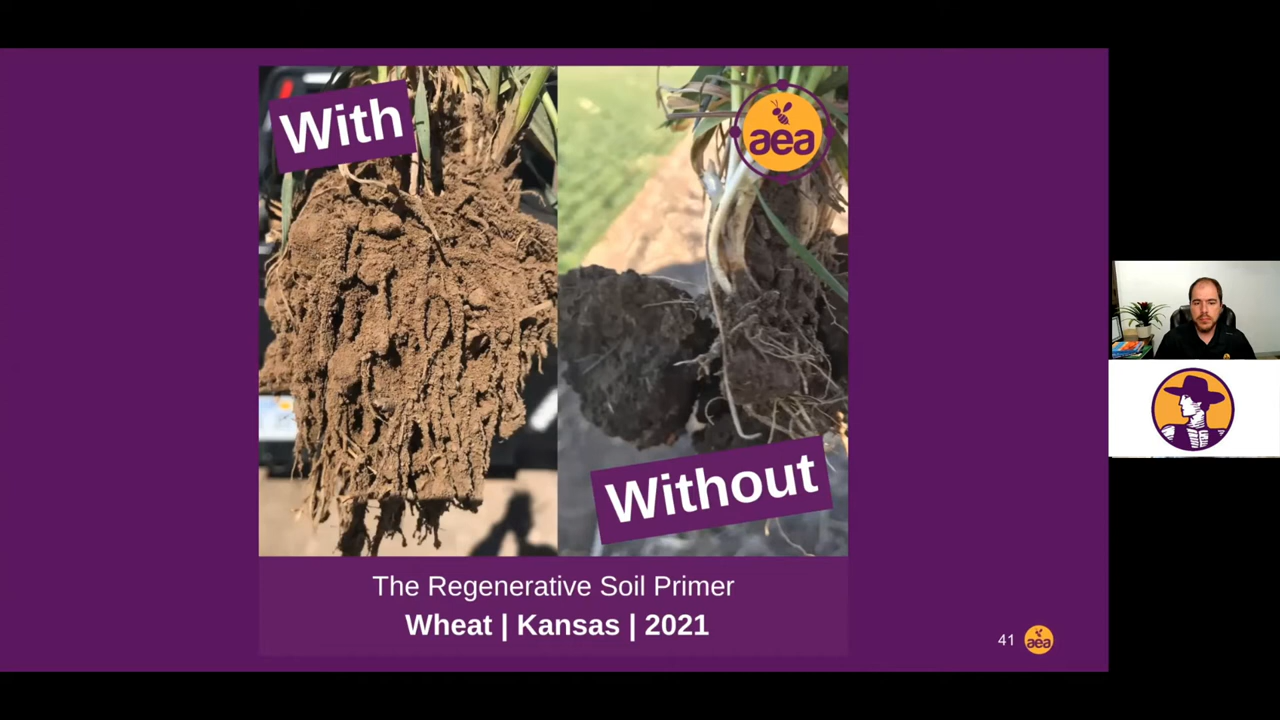 With
aea
Without
The Regenerative Soil Primer
Wheat | Kansas | 2021
41
aea